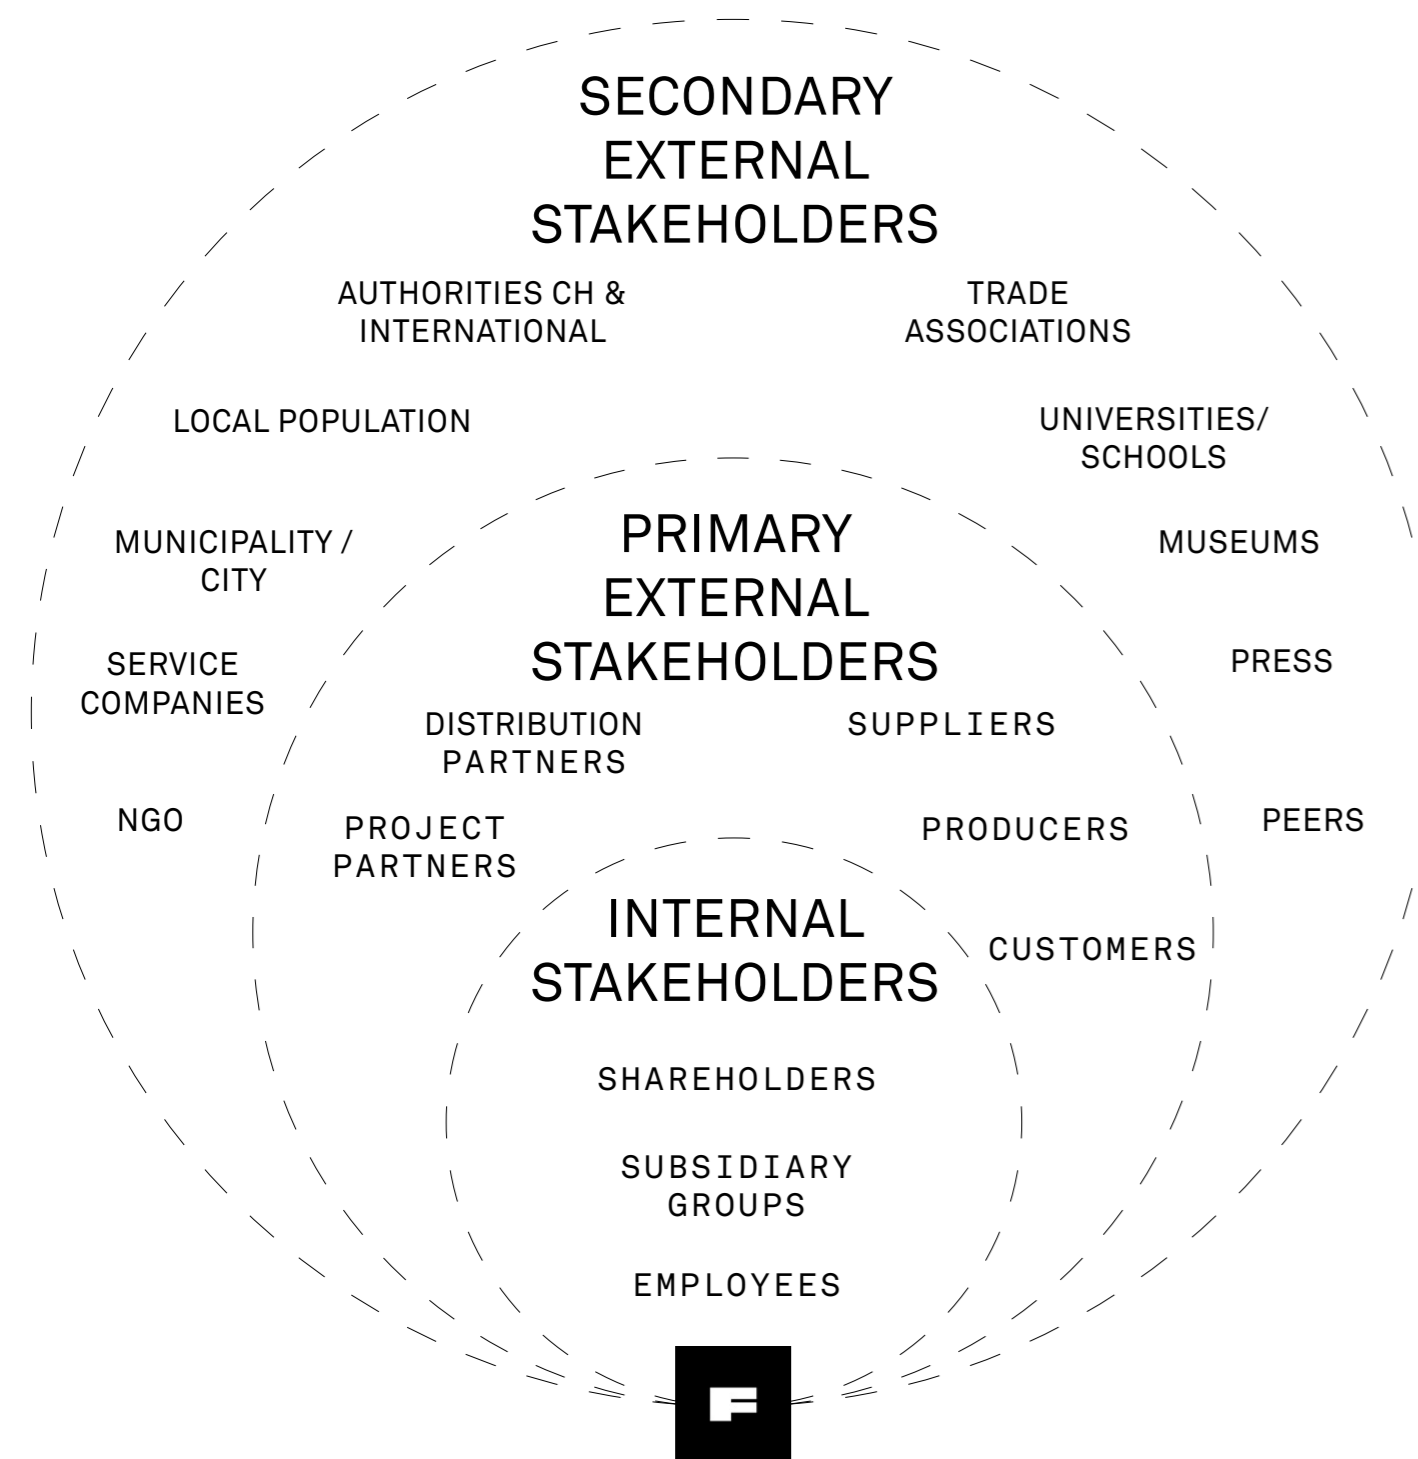 SECONDARY
EXTERNAL
STAKEHOLDERS
AUTHORITIES CH &
INTERNATIONAL
TRADE
ASSOCIATIONS
LOCAL POPULATION
UNIVERSITIES/
SCHOOLS
MUNICIPALITY /
CITY
MUSEUMS
SERVICE
COMPANIES
PRESS
NGO
PEERS
PRIMARY
EXTERNAL
STAKEHOLDERS
DISTRIBUTION
PARTNERS
SUPPLIERS
PROJECT
PARTNERS
PRODUCERS
CUSTOMERS
INTERNAL
STAKEHOLDERS
SHAREHOLDERS
SUBSIDIARY
GROUPS
EMPLOYEES
F